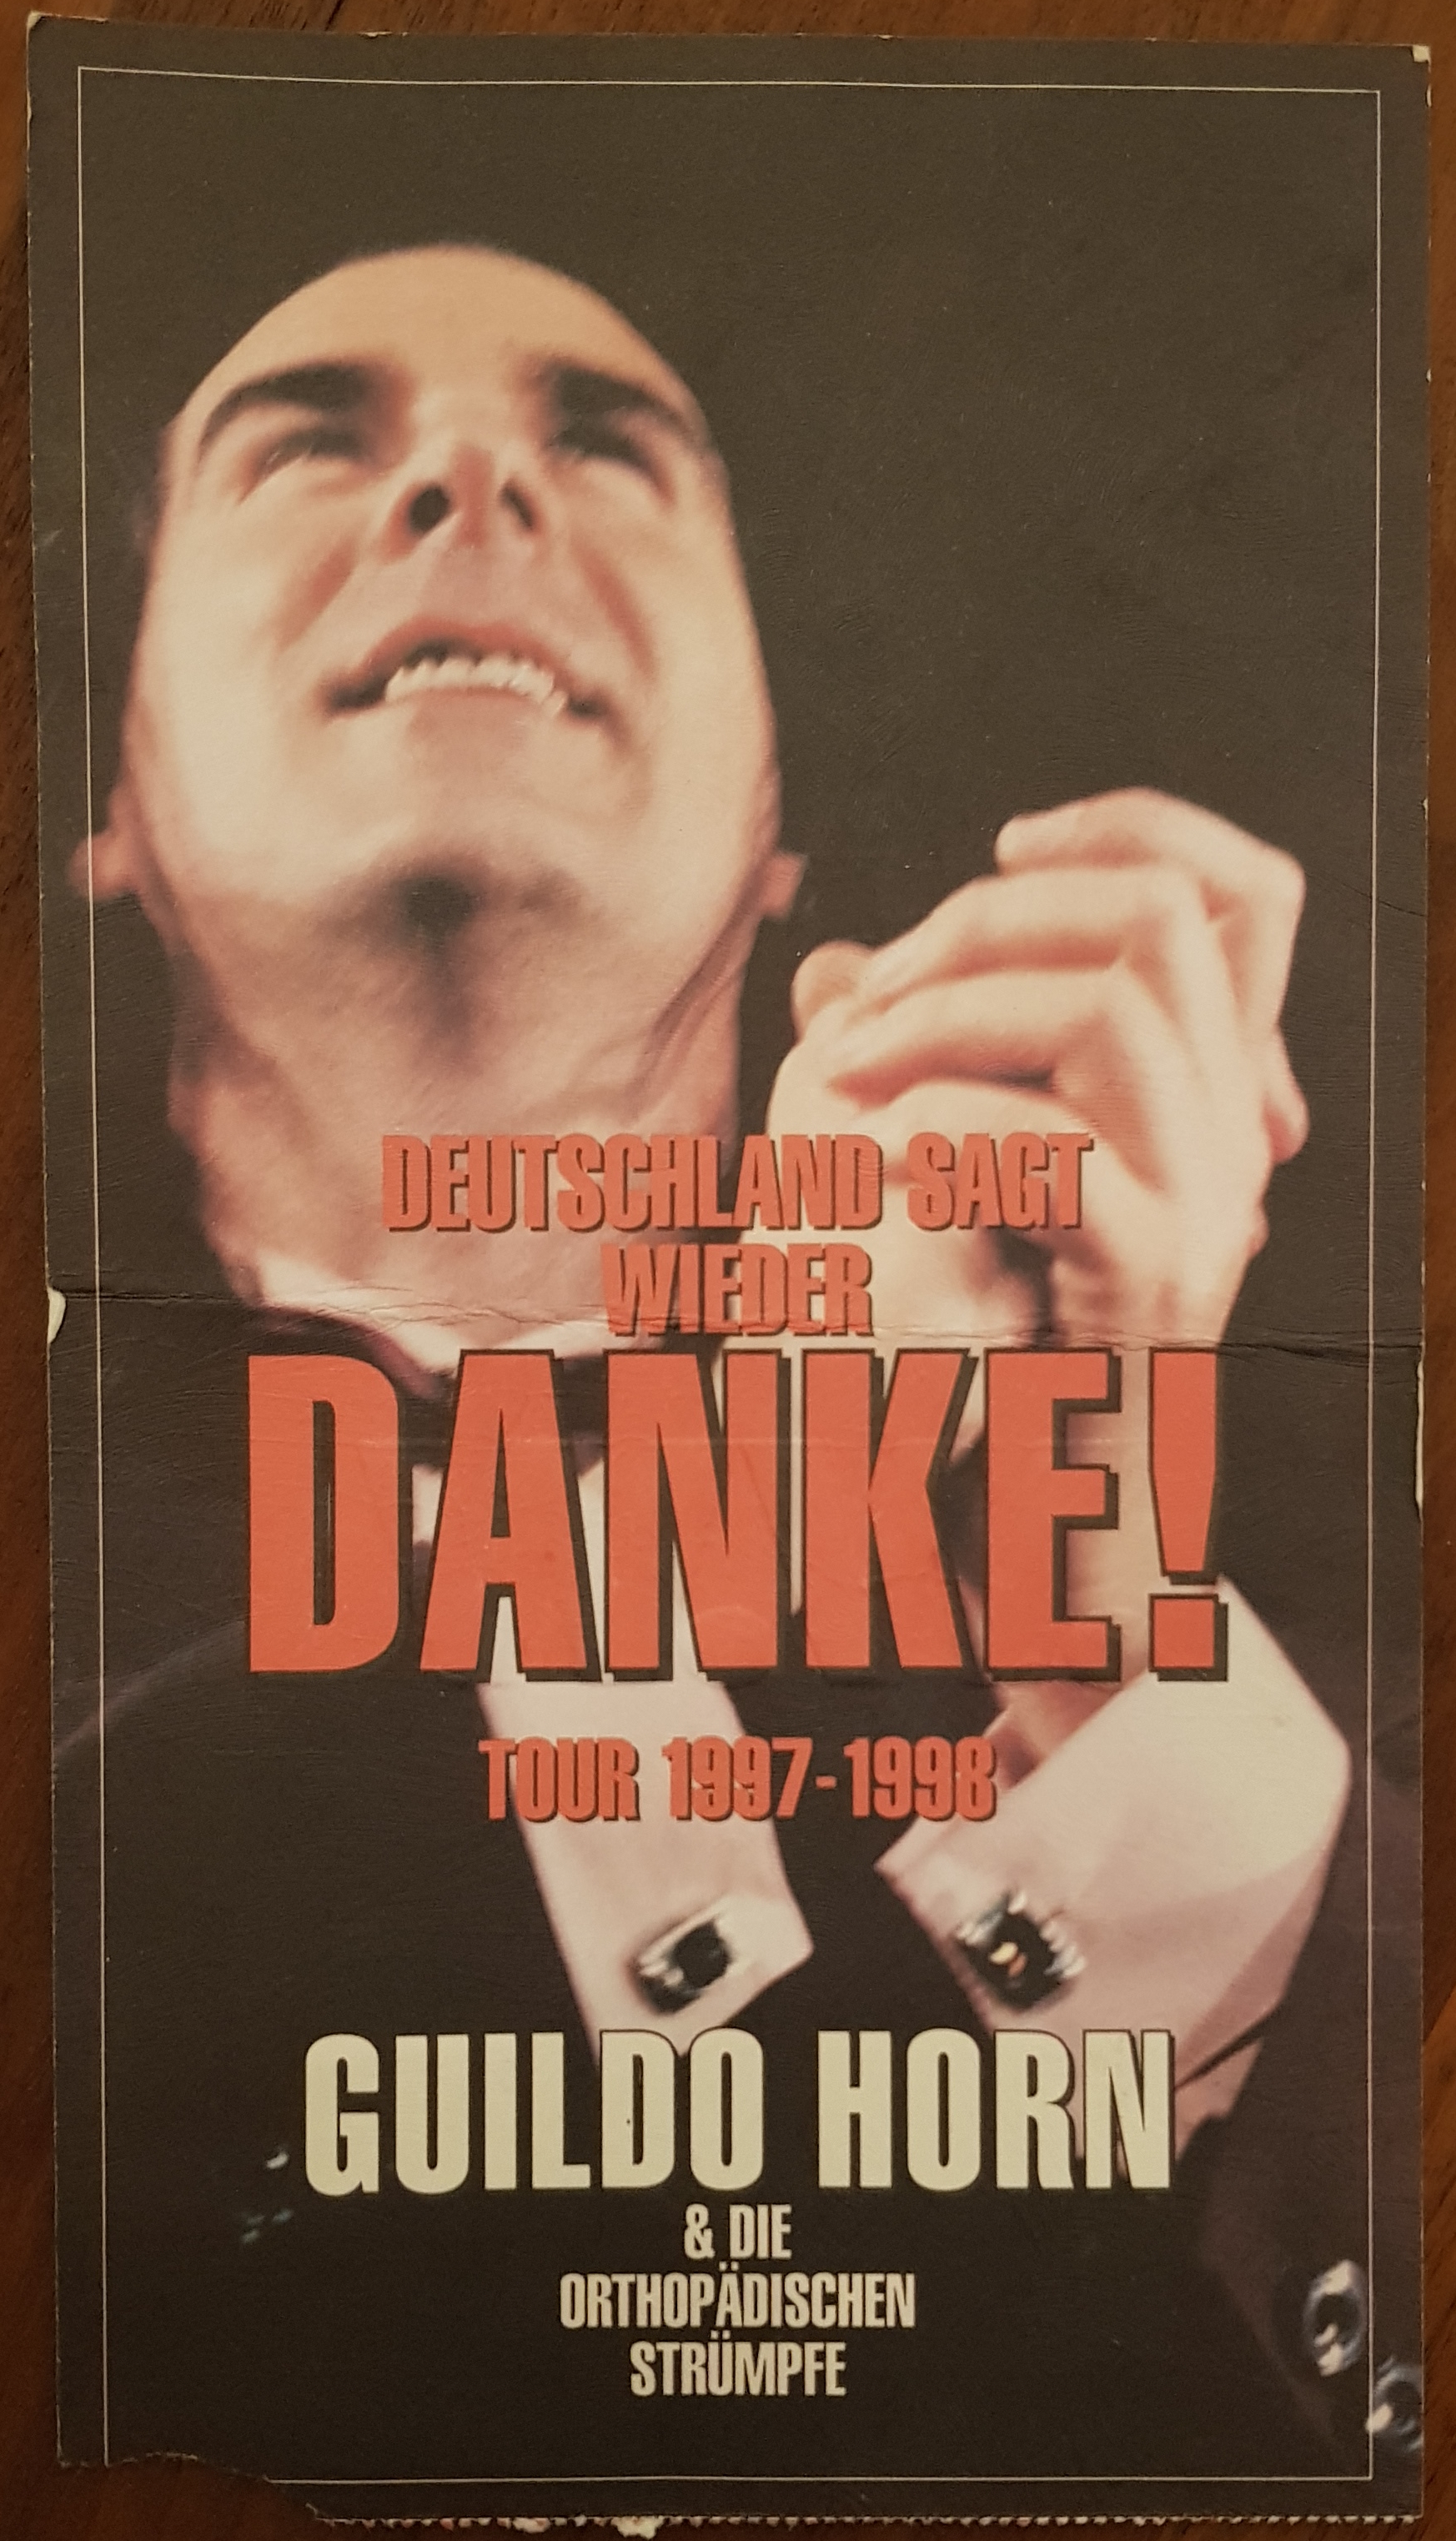 DEUTSCHLAND SAGT
WIEDER
DANKE!
TOUR 1997-1998
GUILDO HORN
& DIE
ORTHOPÄDISCHEN
STRÜMPFE